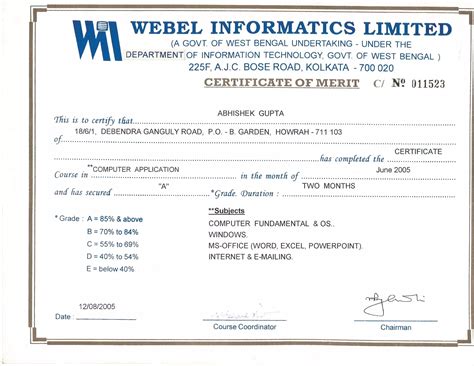 WIL
WEBEL INFORMATICS LIMITED
(A GOVT. OF WEST BENGAL UNDERTAKING - UNDER THE
DEPARTMENT OF INFORMATION TECHNOLOGY, GOVT. OF WEST BENGAL )
225F, A.J.C. BOSE ROAD, KOLKATA - 700 020
CERTIFICATE OF MERIT C/ № 011523
ABHISHEK GUPTA
This is to certify that
18/6/1, DEBENDRA GANGULY ROAD, P.O. - B. GARDEN, HOWRAH - 711 103
of
CERTIFICATE
has completed the
**COMPUTER APPLICATION June 2005
Course in in the month of
"A" TWO MONTHS
and has secured *Grade. Duration :
**Subjects
* Grade : A = 85% & above
COMPUTER FUNDAMENTAL & OS..
B = 70% to 84%
WINDOWS.
C = 55% to 69%
MS-OFFICE (WORD, EXCEL, POWERPOINT).
D = 40% to 54%
INTERNET & E-MAILING.
E = below 40%
12/08/2005
Date :
Course Coordinator
Chairman